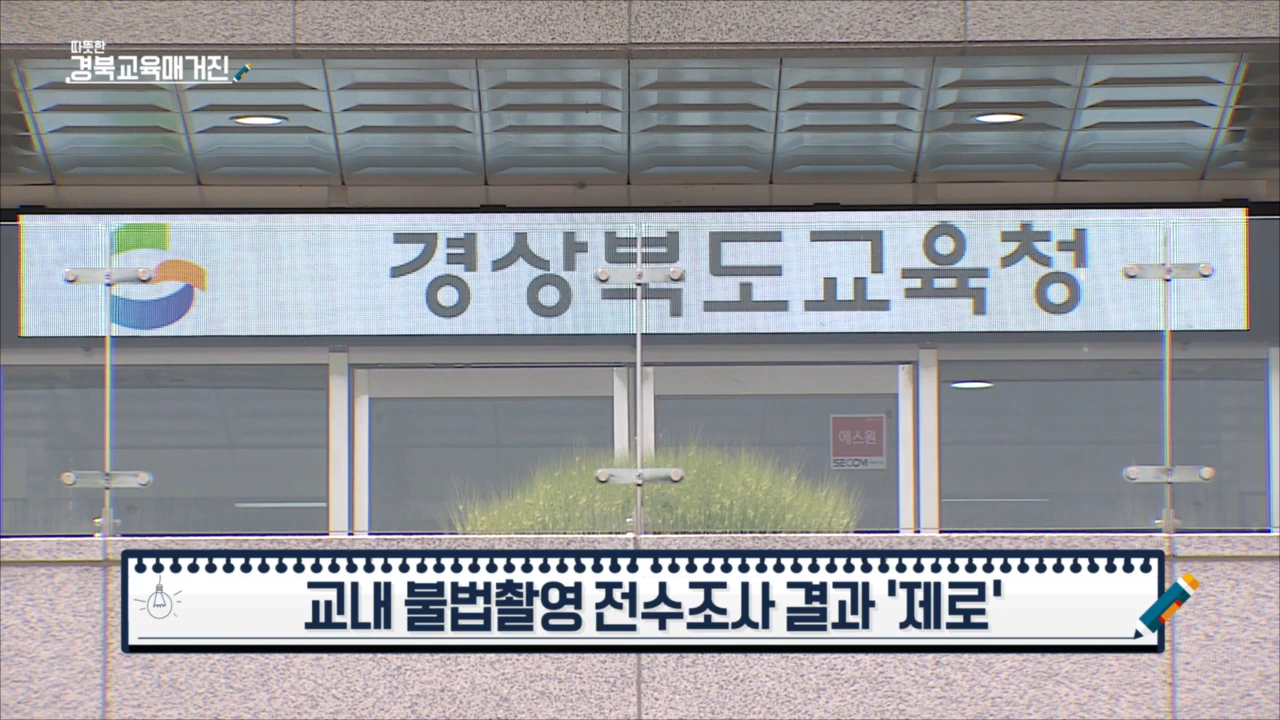 따뜻한
경북교육매거진
경상북도교육청
에스원
SECOM
교내 불법촬영 전수조사 결과 '제로'